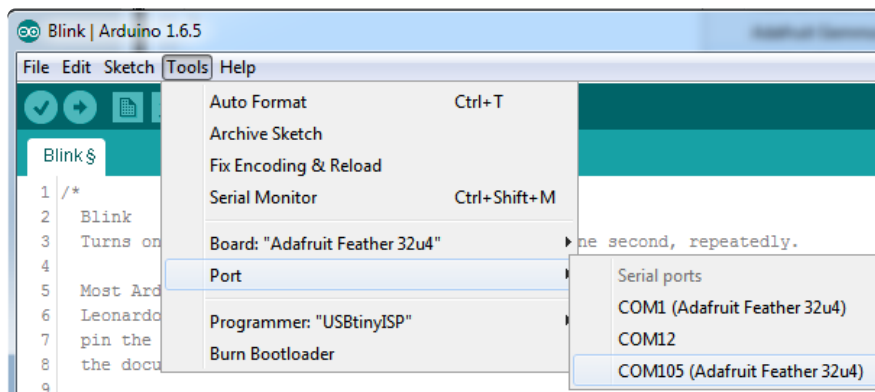 Blink | Arduino 1.6.5
File Edit Sketch Tools Help
Auto Format Ctrl+T
Archive Sketch
Fix Encoding & Reload
Serial Monitor Ctrl+Shift+M
Board: "Adafruit Feather 32u4"
Port
Programmer: "USBtinyISP"
Burn Bootloader
Serial ports
COM1 (Adafruit Feather 32u4)
COM12
COM105 (Adafruit Feather 32u4)
Blink§
1 /*
2 Blink
3 Turns on ne second, repeatedly.
4
5 Most Ard
6 Leonardo
7 pin the
8 the docu
9